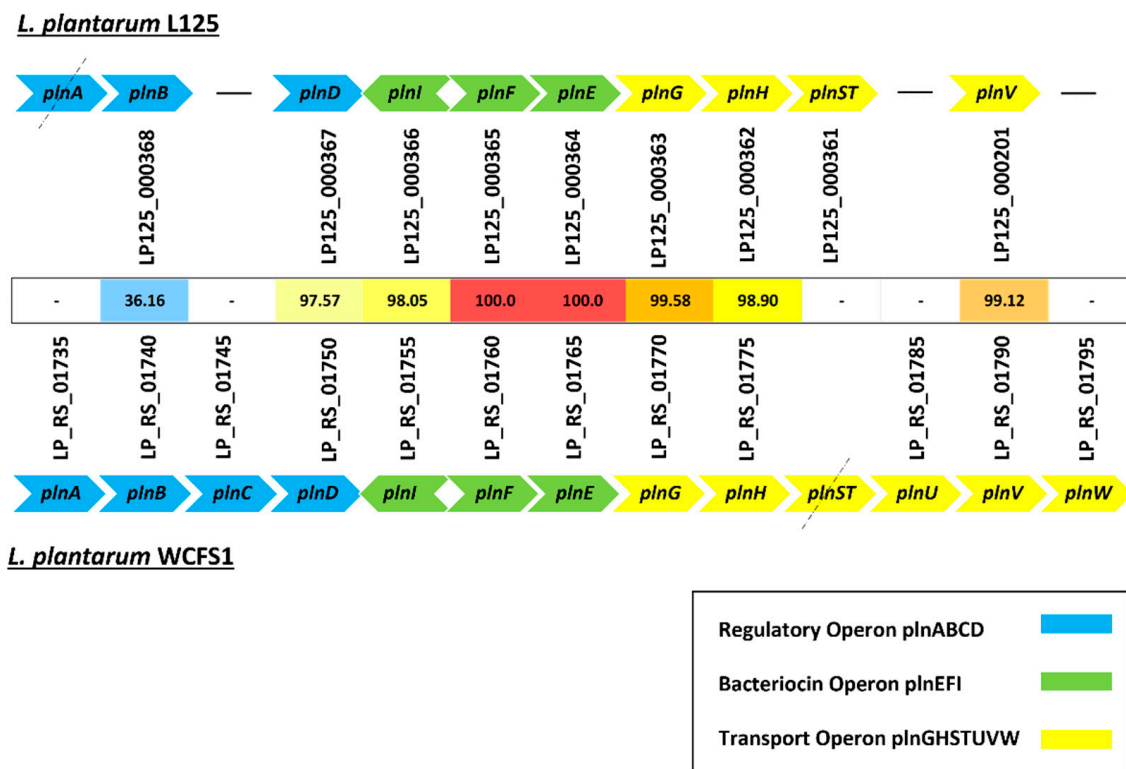 L. plantarum L125
plnA plnB — plnD plnI plnF plnE plnG plnH plnST — plnV —
LP125_000368 LP125_000367 LP125_000366 LP125_000365 LP125_000364 LP125_000363 LP125_000362 LP125_000361 LP125_000201
- 36.16 - 97.57 98.05 100.0 100.0 99.58 98.90 - - 99.12 -
LP_RS_01735 LP_RS_01740 LP_RS_01745 LP_RS_01750 LP_RS_01755 LP_RS_01760 LP_RS_01765 LP_RS_01770 LP_RS_01775 LP_RS_01785 LP_RS_01790 LP_RS_01795
plnA plnB plnC plnD plnI plnF plnE plnG plnH plnST plnU plnV plnW
L. plantarum WCFS1
Regulatory Operon plnABCD
Bacteriocin Operon plnEFI
Transport Operon plnGHSTUVW